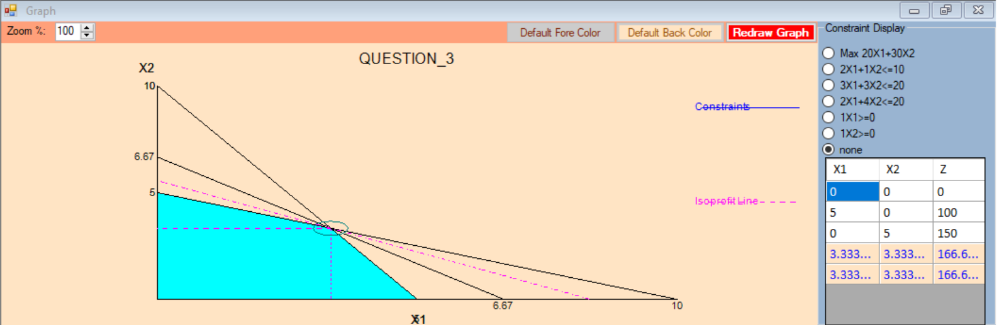 Graph
Zoom %: 100
Default Fore Color
Default Back Color
Redraw Graph
QUESTION_3
X2
10
6.67
5
6.67
10
X1
Constraints
Isoprofit Line
Constraint Display
Max 20X1+30X2
2X1+1X2<=10
3X1+3X2<=20
2X1+4X2<=20
1X1>=0
1X2>=0
none
X1 X2 Z
0 0 0
5 0 100
0 5 150
3.333... 3.333... 166.6...
3.333... 3.333... 166.6...